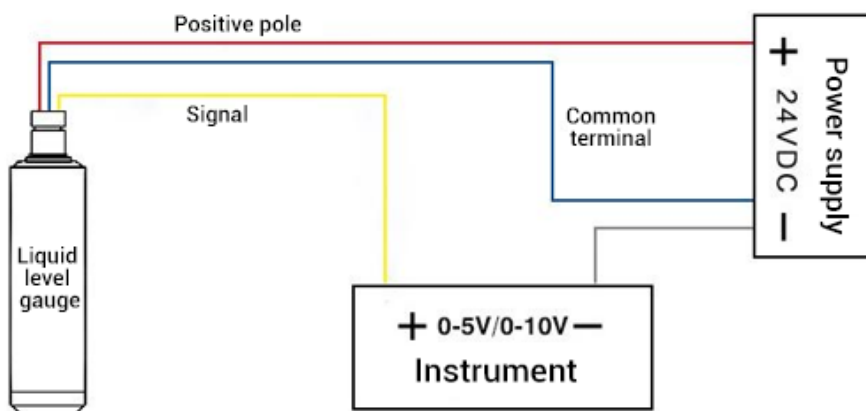 Positive pole
Signal
Common
terminal
+ 24VDC −
Power supply
Liquid
level
gauge
+ 0-5V/0-10V −
Instrument